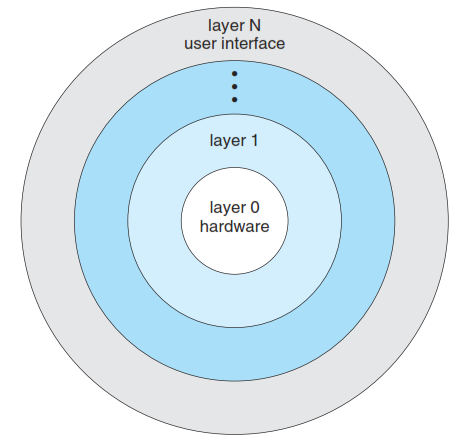 layer N
user interface
layer 1
layer 0
hardware